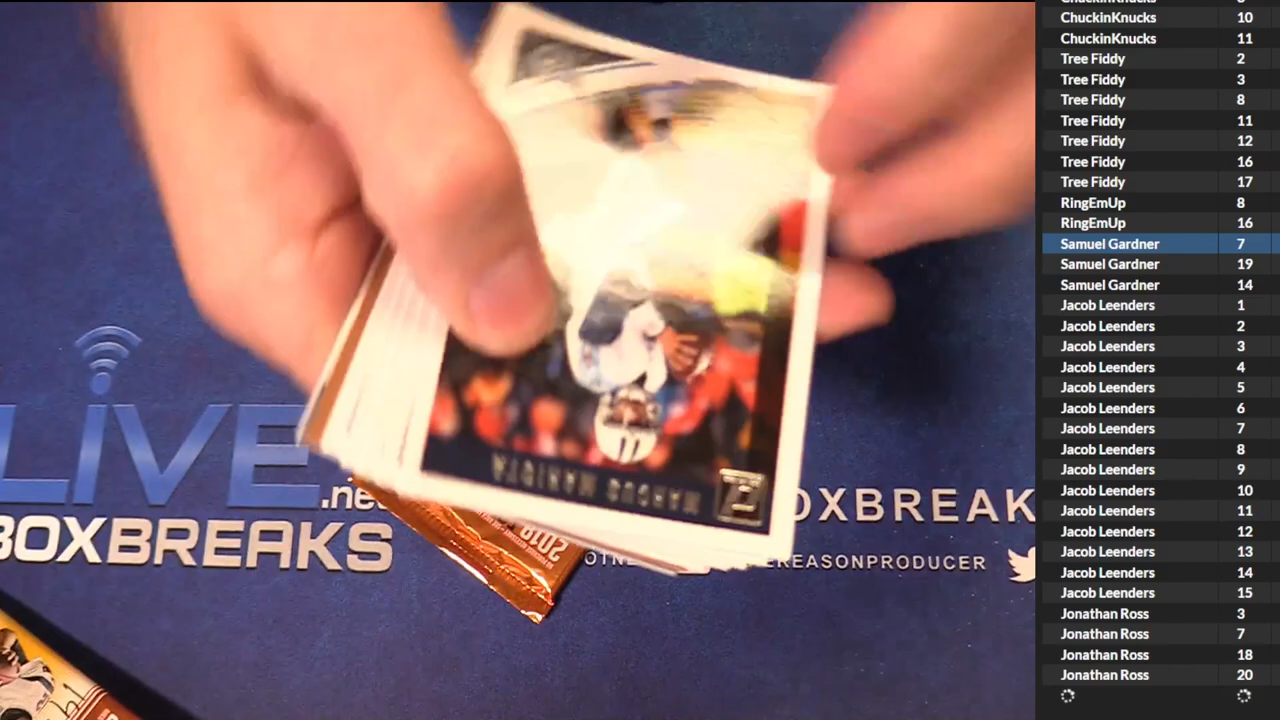 ChuckinKnucks
ChuckinKnucks 10
ChuckinKnucks 11
Tree Fiddy 2
Tree Fiddy 3
Tree Fiddy 8
Tree Fiddy 11
Tree Fiddy 12
Tree Fiddy 16
Tree Fiddy 17
RingEmUp 8
RingEmUp 16
Samuel Gardner 7
Samuel Gardner 19
Samuel Gardner 14
Jacob Leenders 1
Jacob Leenders 2
Jacob Leenders 3
Jacob Leenders 4
Jacob Leenders 5
Jacob Leenders 6
Jacob Leenders 7
Jacob Leenders 8
Jacob Leenders 9
Jacob Leenders 10
Jacob Leenders 11
Jacob Leenders 12
Jacob Leenders 13
Jacob Leenders 14
Jacob Leenders 15
Jonathan Ross 3
Jonathan Ross 7
Jonathan Ross 18
Jonathan Ross 20
MARCUS MARIOTA
LIVE
.net
BOXBREAKS
OXBREAK
EREASONPRODUCER
2018